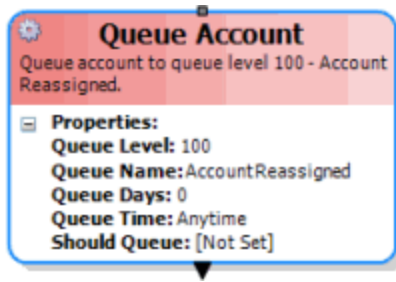 Queue Account
Queue account to queue level 100 - Account
Reassigned.
Properties:
Queue Level: 100
Queue Name: AccountReassigned
Queue Days: 0
Queue Time: Anytime
Should Queue: [Not Set]